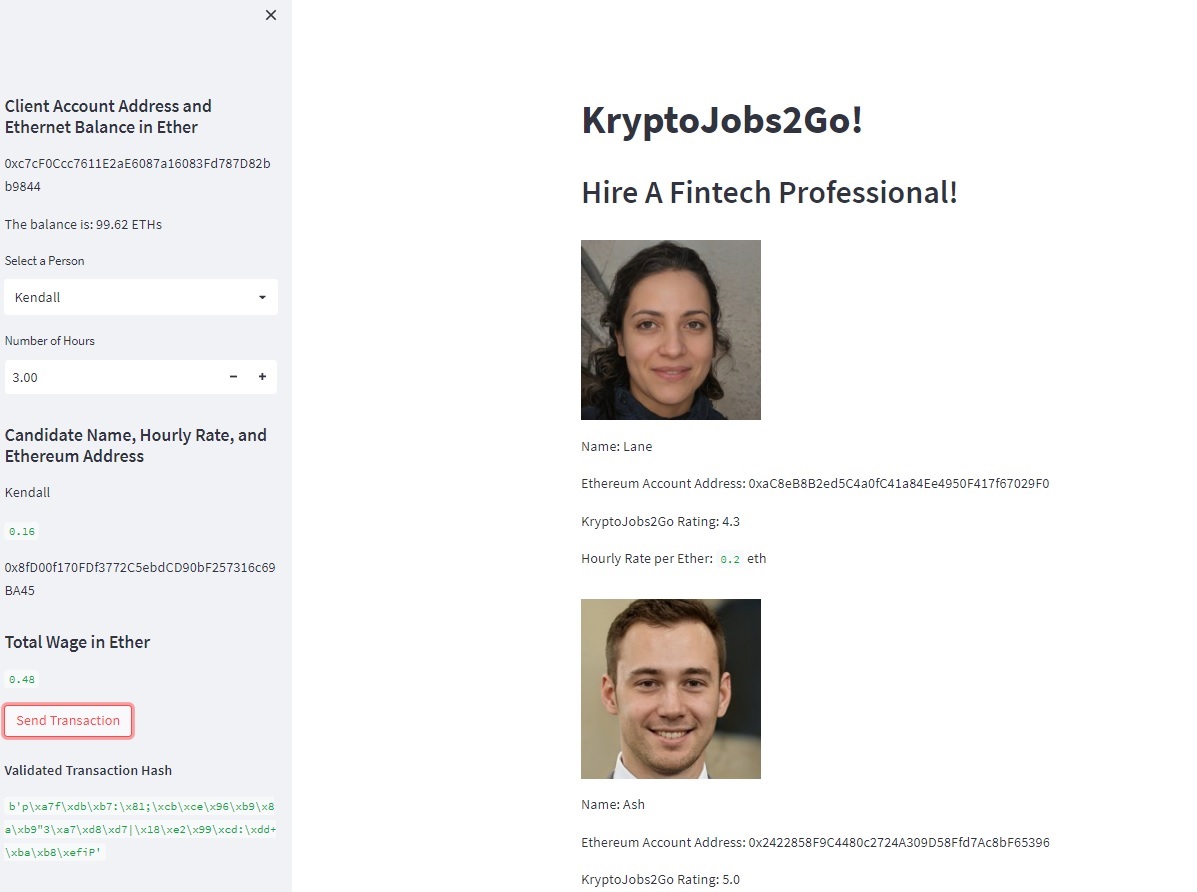 Client Account Address and
Ethernet Balance in Ether
0xc7cF0Ccc7611E2aE6087a16083Fd787D82b
b9844
The balance is: 99.62 ETHs
Select a Person
Kendall
Number of Hours
3.00
Candidate Name, Hourly Rate, and
Ethereum Address
Kendall
0.16
0x8fD00f170FDf3772C5ebdCD90bF257316c69
BA45
Total Wage in Ether
0.48
Send Transaction
Validated Transaction Hash
b'p\xa7f\xdb\xb7:\x81;\xcb\xce\x96\xb9\x8
a\xb9"3\xa7\xd8\xd7|\x18\xe2\x99\xcd:\xdd+
\xba\xb8\xefiP'
KryptoJobs2Go!
Hire A Fintech Professional!
Name: Lane
Ethereum Account Address: 0xaC8eB8B2ed5C4a0fC41a84Ee4950F417f67029F0
KryptoJobs2Go Rating: 4.3
Hourly Rate per Ether: 0.2 eth
Name: Ash
Ethereum Account Address: 0x2422858F9C4480c2724A309D58Ffd7Ac8bF65396
KryptoJobs2Go Rating: 5.0